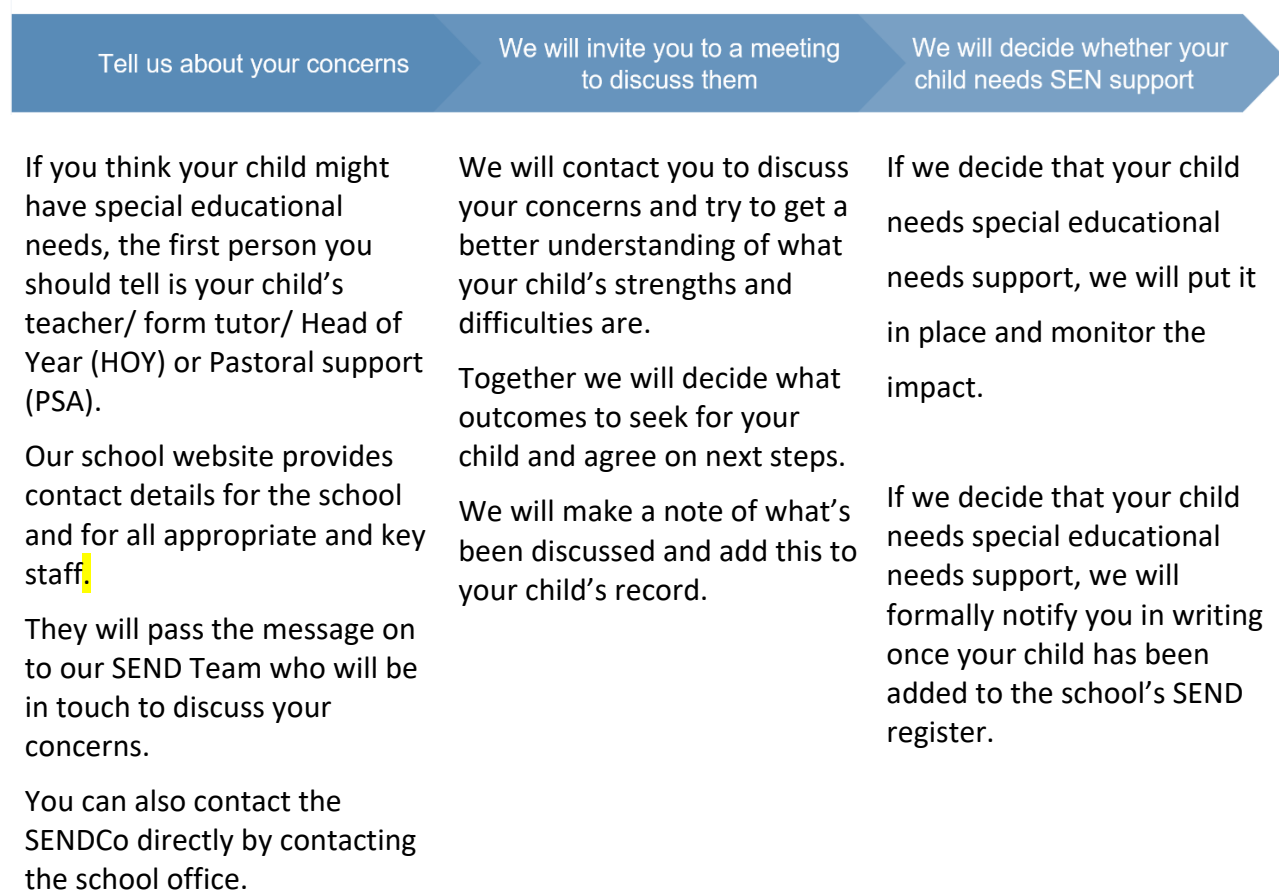 Tell us about your concerns
We will invite you to a meeting
to discuss them
We will decide whether your
child needs SEN support
If you think your child might
have special educational
needs, the first person you
should tell is your child’s
teacher/ form tutor/ Head of
Year (HOY) or Pastoral support
(PSA).
Our school website provides
contact details for the school
and for all appropriate and key
staff.
They will pass the message on
to our SEND Team who will be
in touch to discuss your
concerns.
You can also contact the
SENDCo directly by contacting
the school office.
We will contact you to discuss
your concerns and try to get a
better understanding of what
your child’s strengths and
difficulties are.
Together we will decide what
outcomes to seek for your
child and agree on next steps.
We will make a note of what’s
been discussed and add this to
your child’s record.
If we decide that your child
needs special educational
needs support, we will put it
in place and monitor the
impact.
If we decide that your child
needs special educational
needs support, we will
formally notify you in writing
once your child has been
added to the school’s SEND
register.